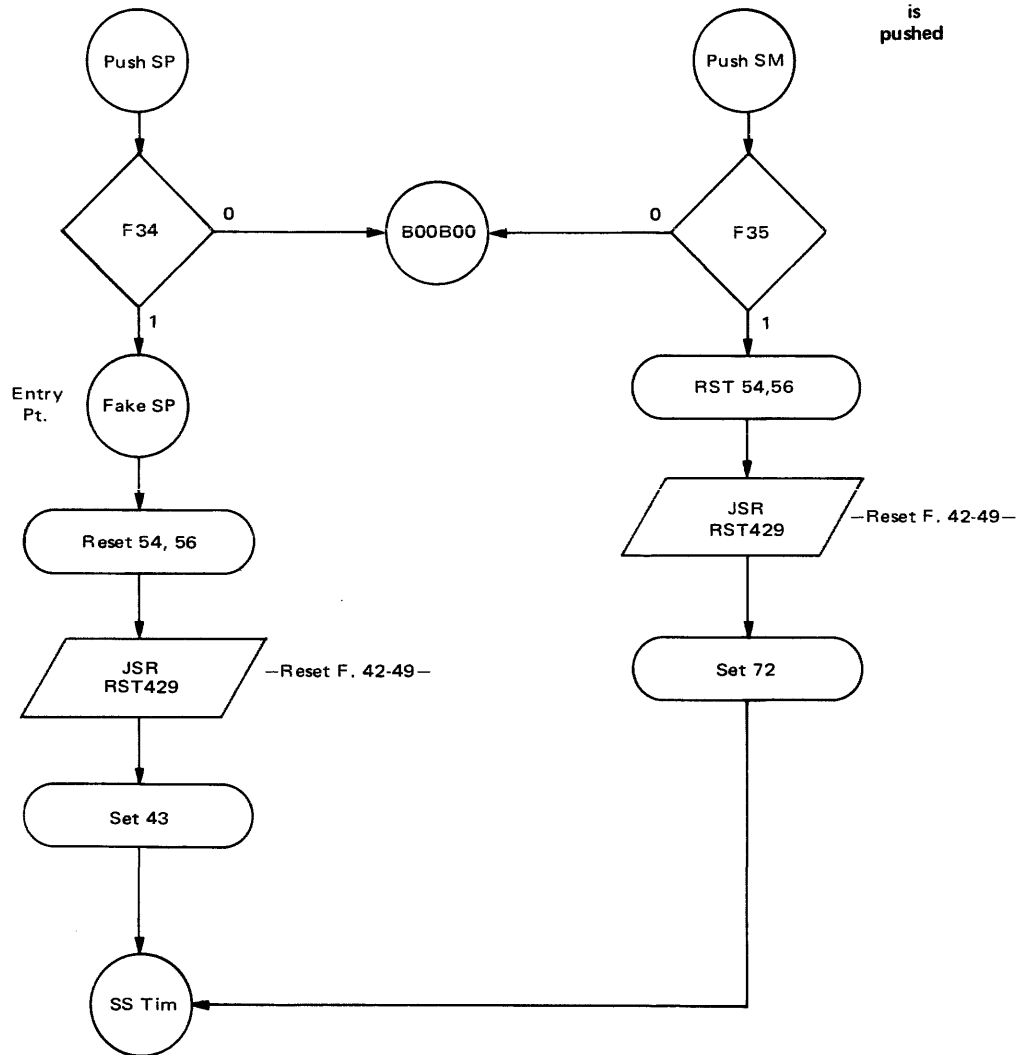 is
pushed
Push SP
Push SM
F34
0
B00B00
0
F35
1
1
Entry
Pt.
Fake SP
RST 54,56
JSR
RST429
—Reset F. 42-49—
Reset 54, 56
JSR
RST429
—Reset F. 42-49—
Set 72
Set 43
SS Tim